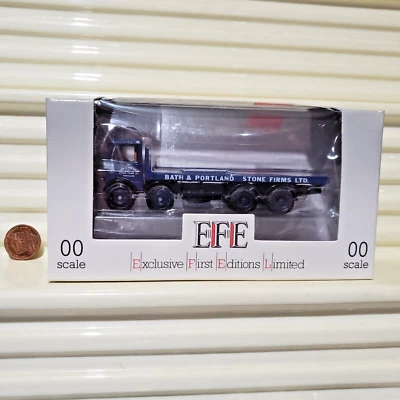 BATH & PORTLAND STONE FIRMS LTD.
EFE
Exclusive First Editions Limited
00
scale
00
scale